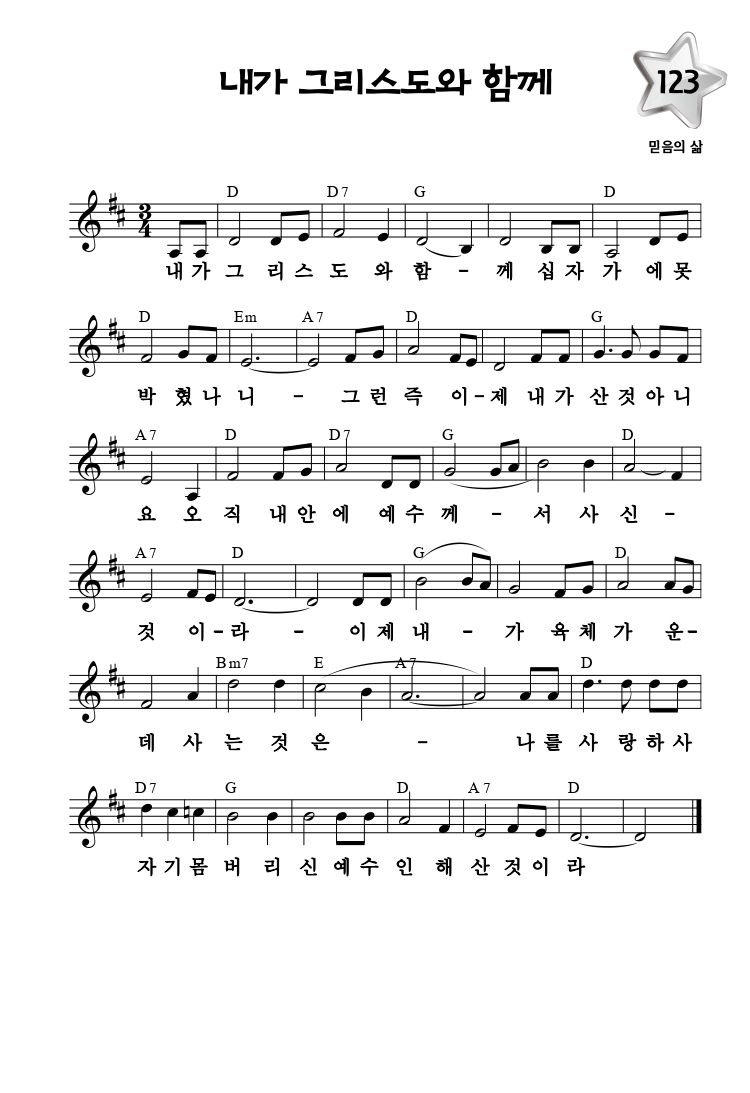 내가 그리스도와 함께
123
믿음의 삶
D D7 G D
3
4
내 가 그 리 스 도 와 함 - 께 십 자 가 에 못
D Em A7 D G
박 혔 나 니 - 그 런 즉 이 - 제 내 가 산 것 아 니
A7 D D7 G D
요 오 직 내 안 에 예 수 께 - 서 사 신 -
A7 D G D
것 이 - 라 - 이 제 내 - 가 육 체 가 운 -
Bm7 E A7 D
데 사 는 것 은 - 나 를 사 랑 하 사
D7 G D A7 D
자 기 몸 버 리 신 예 수 인 해 산 것 이 라